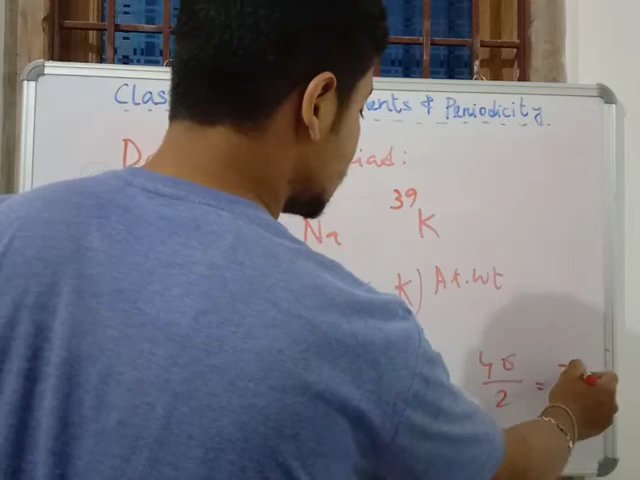 Clas ents & Periodicity
D iad:
39
Na K
K) At.wt
46
2 =